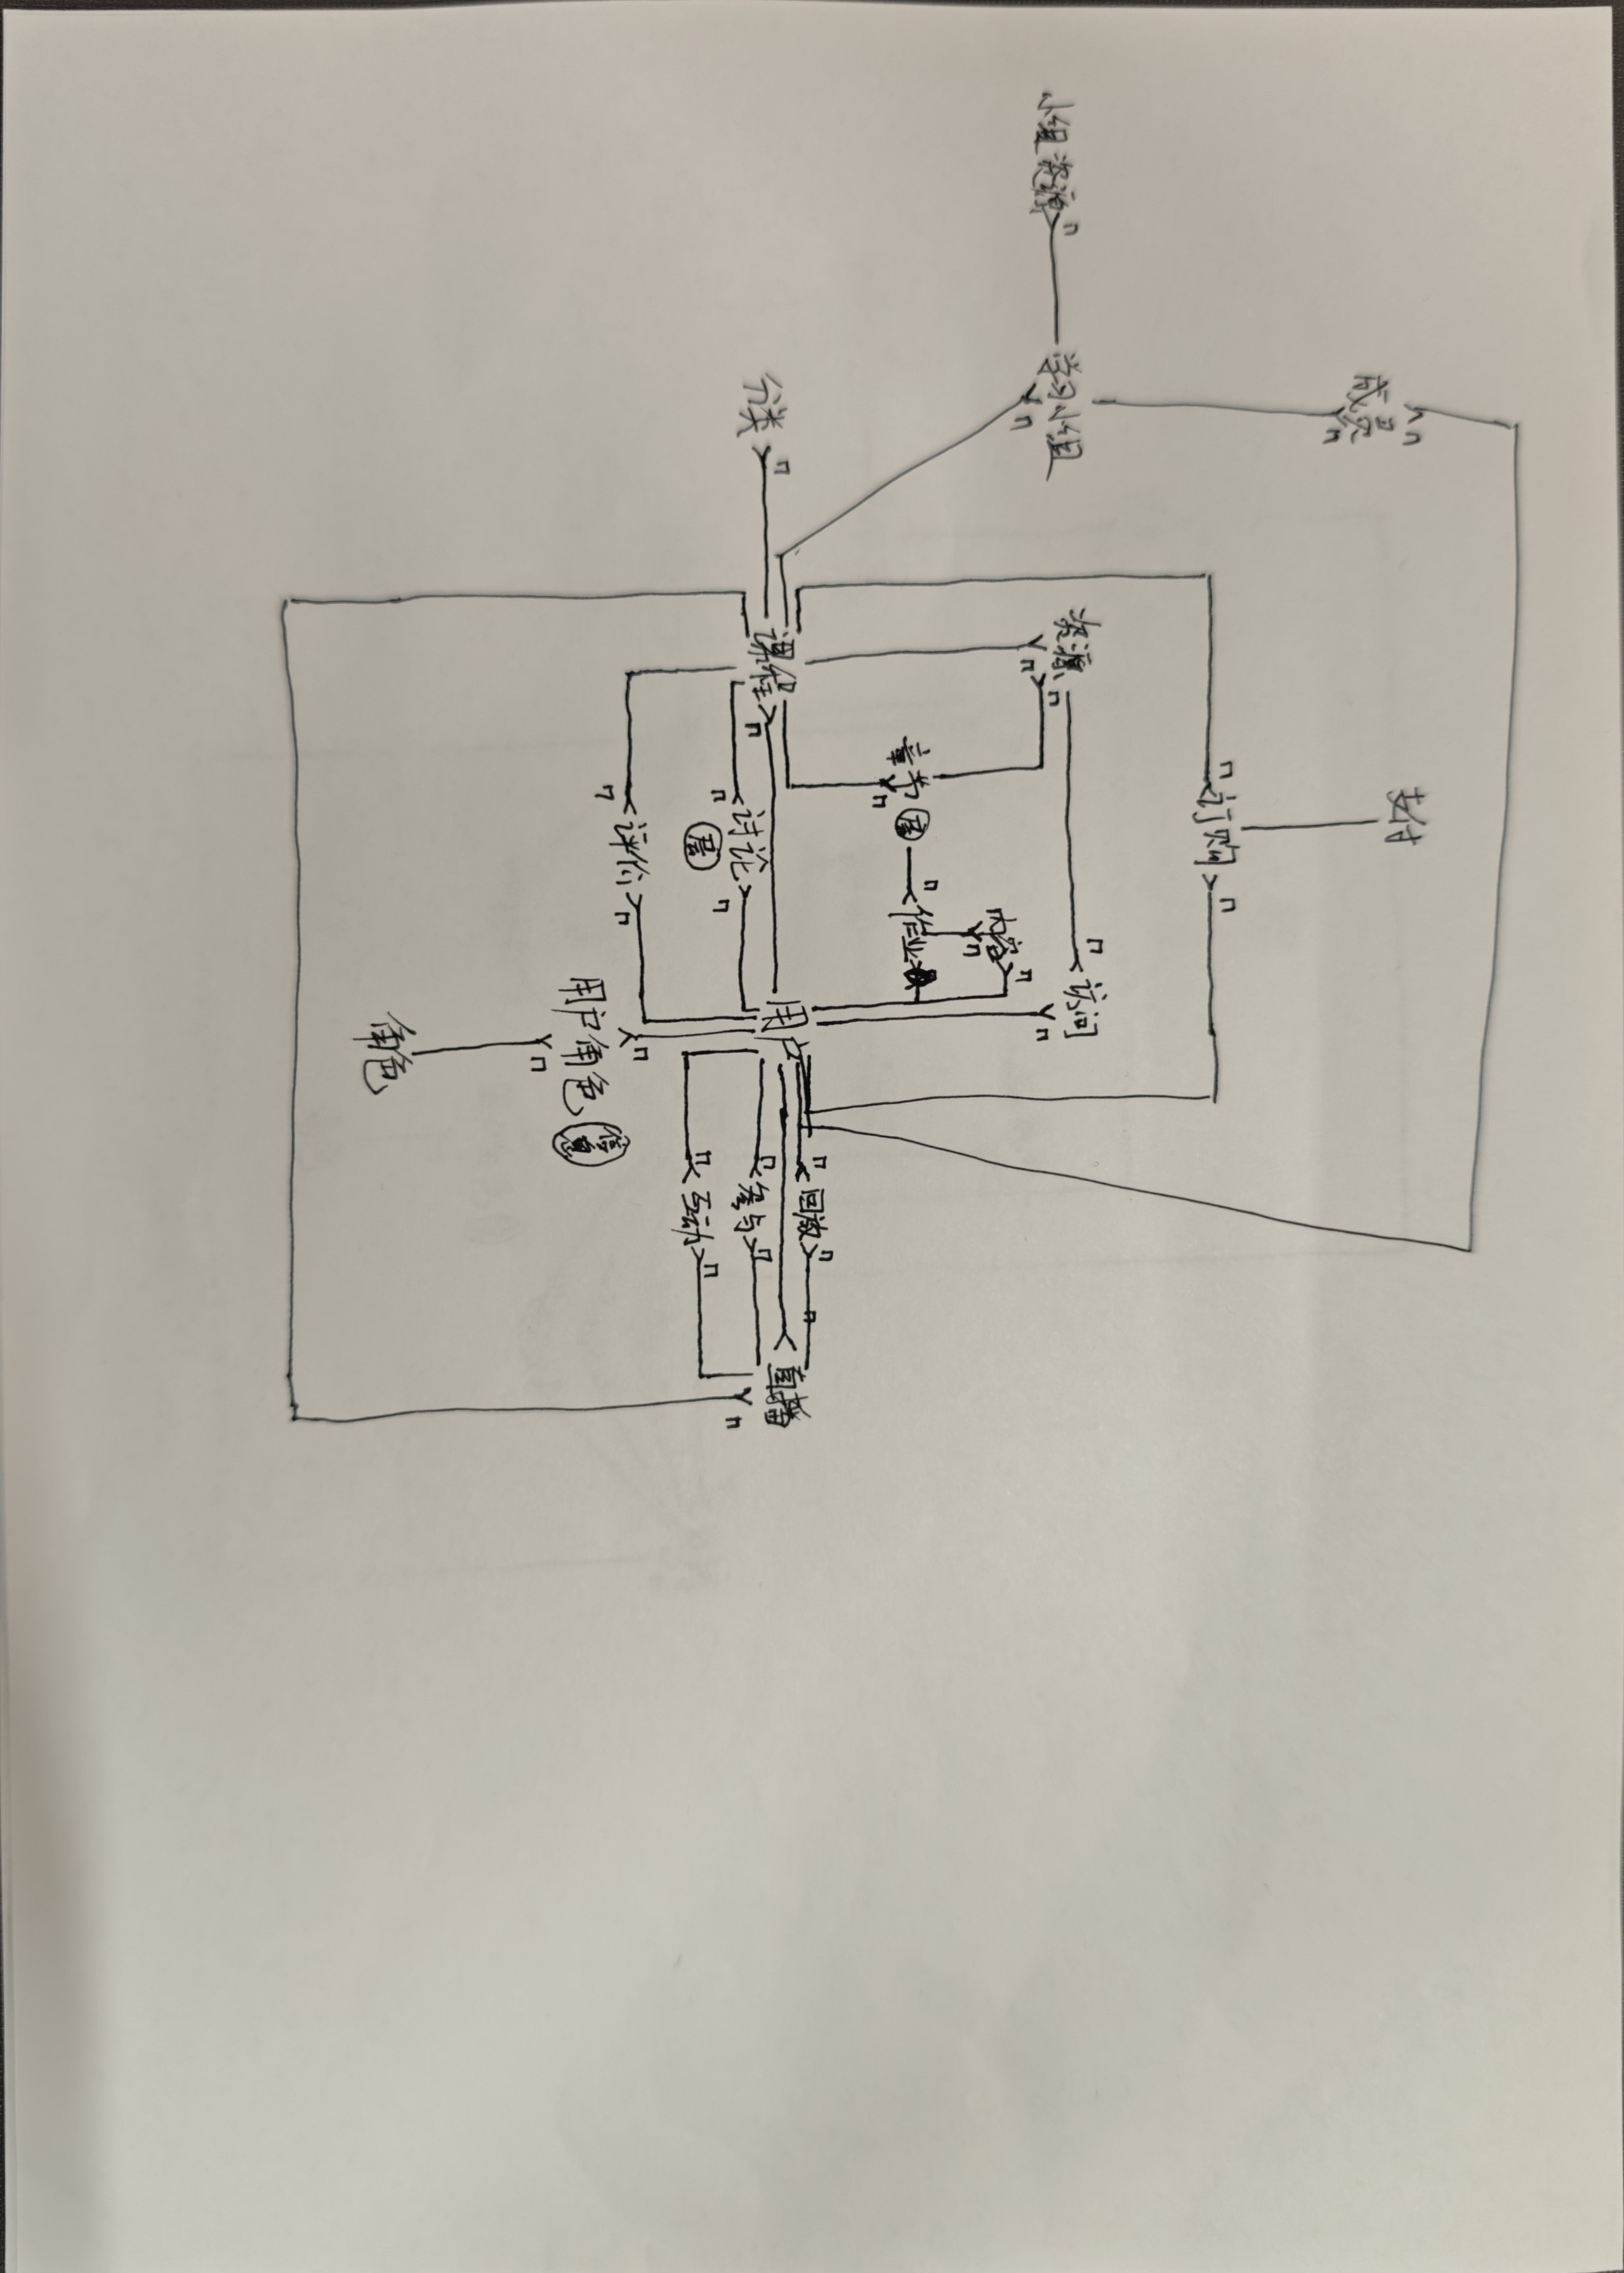 n
成员
n
支付
n 订购 n
小组资源 n 学习小组
n
资源 n n 访问
n n
内容 n
n
章节 层 n 作业
n
n 回放 n n
分类 n 课程 n 用户 直播
讨论 n 参与 n n
n n
层 n 互动 n
评价 n n
n
用户角色 信息
n
角色